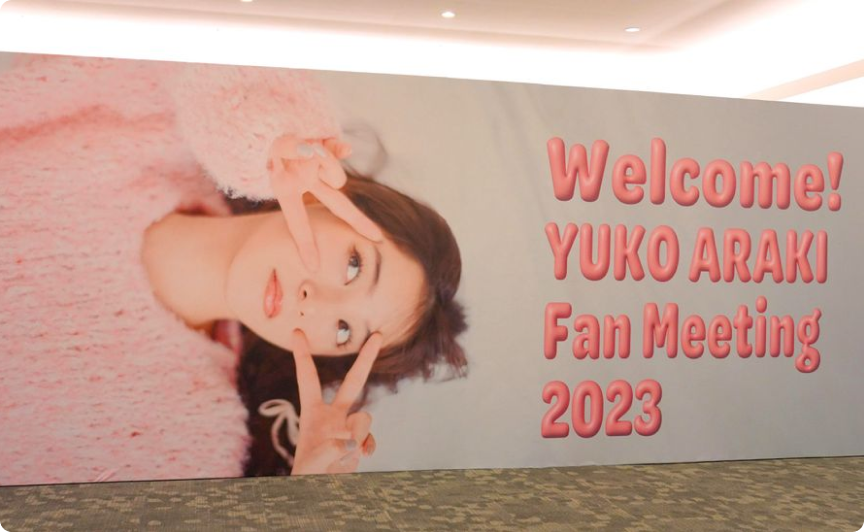 Welcome!
YUKO ARAKI
Fan Meeting
2023